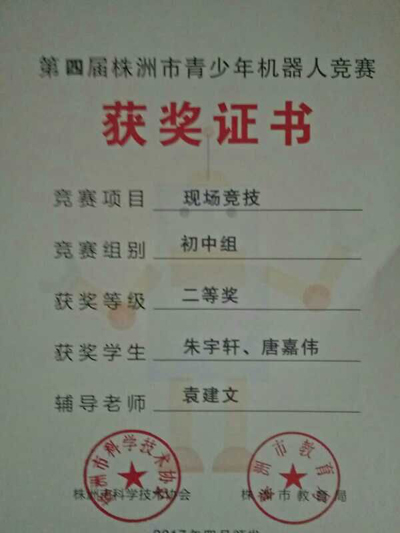 第四届株洲市青少年机器人竞赛
获奖证书
竞赛项目 现场竞技
竞赛组别 初中组
获奖等级 二等奖
获奖学生 朱宇轩、唐嘉伟
辅导老师 袁建文
株洲市科学技术协会 株洲市教育局